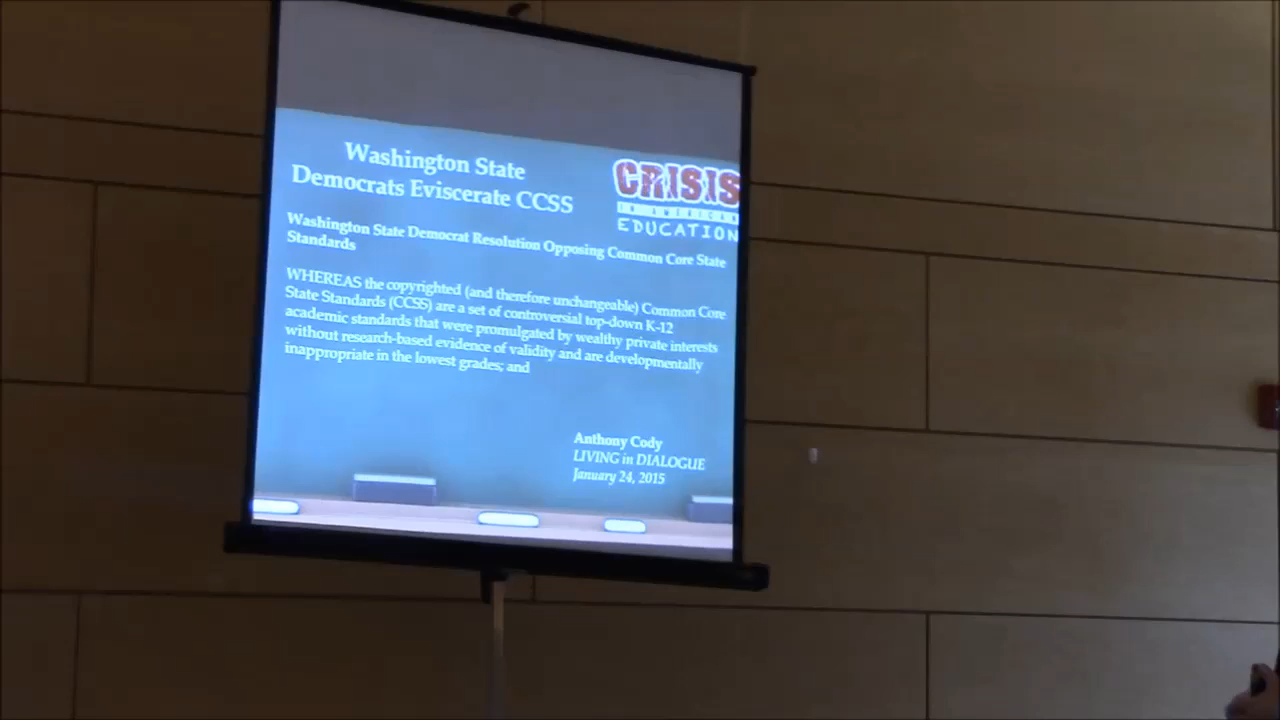 Washington State
Democrats Eviscerate CCSS
CRISIS
IN AMERICAN
EDUCATION
Washington State Democrat Resolution Opposing Common Core State
Standards
WHEREAS the copyrighted (and therefore unchangeable) Common Core
State Standards (CCSS) are a set of controversial top-down K-12
academic standards that were promulgated by wealthy private interests
without research-based evidence of validity and are developmentally
inappropriate in the lowest grades; and
Anthony Cody
LIVING in DIALOGUE
January 24, 2015